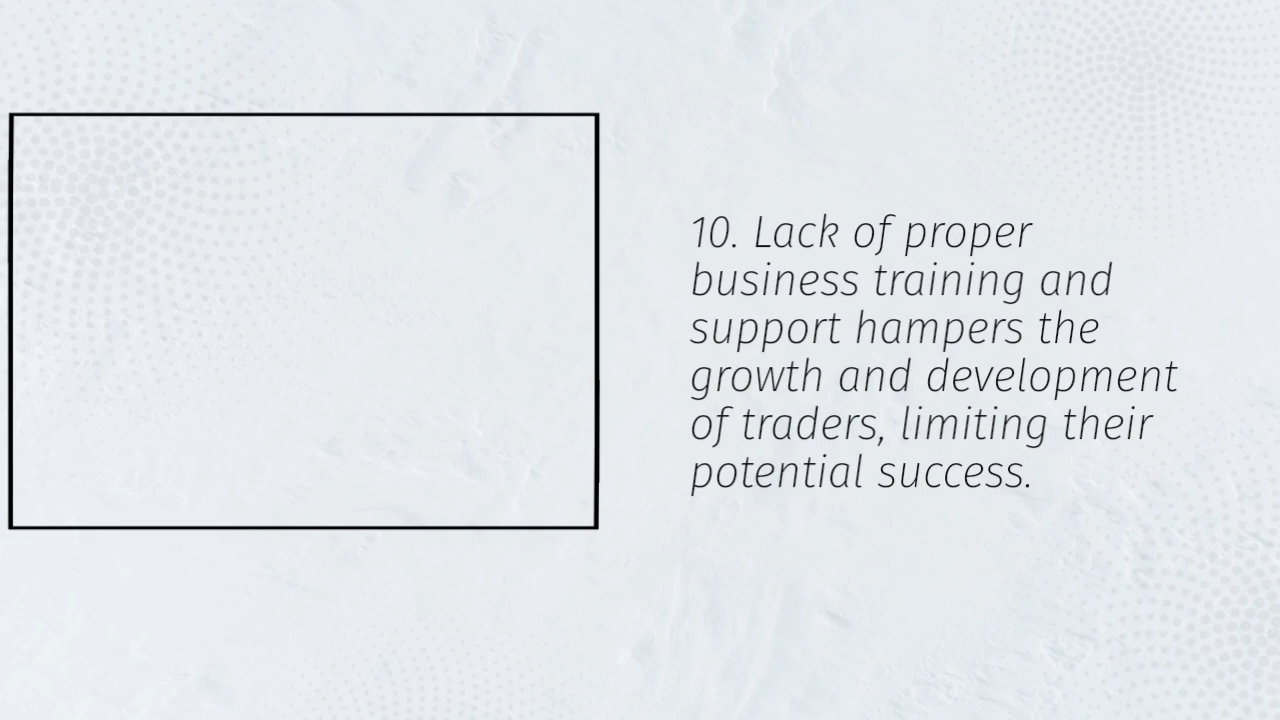 10. Lack of proper
business training and
support hampers the
growth and development
of traders, limiting their
potential success.